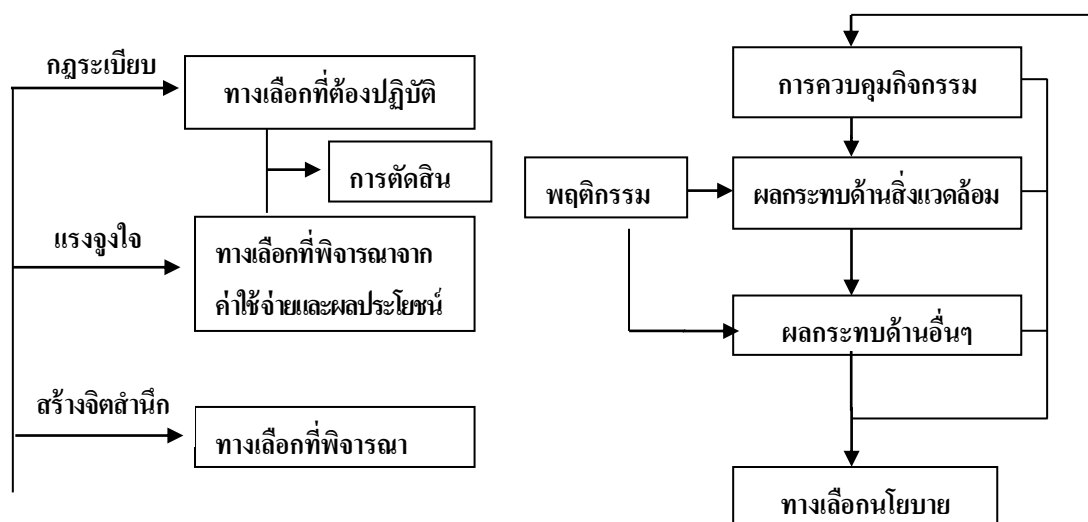 กฎระเบียบ
ทางเลือกที่ต้องปฏิบัติ
การตัดสิน
แรงจูงใจ
ทางเลือกที่พิจารณาจาก
ค่าใช้จ่ายและผลประโยชน์
สร้างจิตสำนึก
ทางเลือกที่พิจารณา
การควบคุมกิจกรรม
พฤติกรรม
ผลกระทบด้านสิ่งแวดล้อม
ผลกระทบด้านอื่นๆ
ทางเลือกนโยบาย